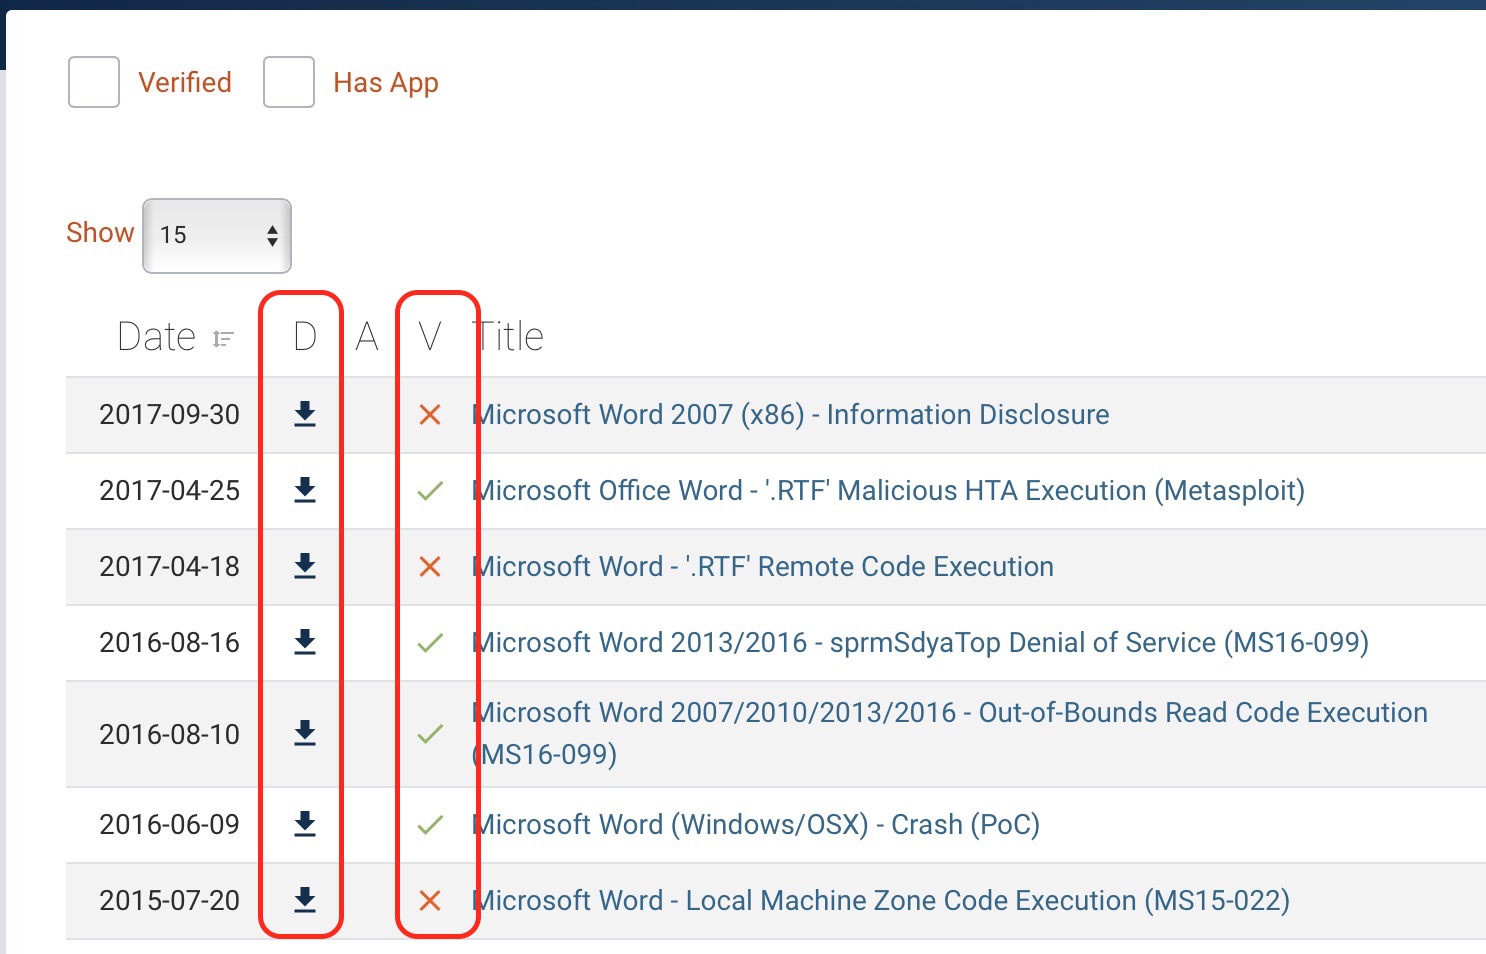 Verified Has App
Show 15
Date D A V Title
2017-09-30 Microsoft Word 2007 (x86) - Information Disclosure
2017-04-25 Microsoft Office Word - '.RTF' Malicious HTA Execution (Metasploit)
2017-04-18 Microsoft Word - '.RTF' Remote Code Execution
2016-08-16 Microsoft Word 2013/2016 - sprmSdyaTop Denial of Service (MS16-099)
2016-08-10 Microsoft Word 2007/2010/2013/2016 - Out-of-Bounds Read Code Execution
(MS16-099)
2016-06-09 Microsoft Word (Windows/OSX) - Crash (PoC)
2015-07-20 Microsoft Word - Local Machine Zone Code Execution (MS15-022)